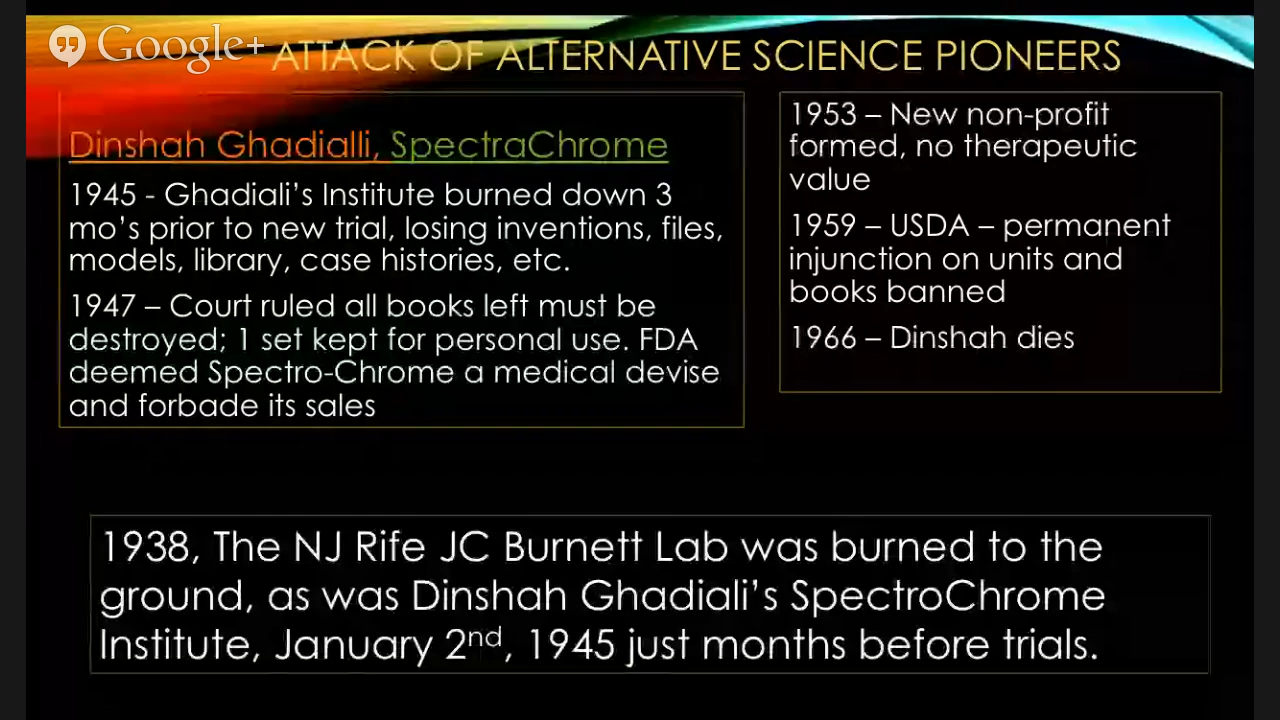 Google+
ATTACK OF ALTERNATIVE SCIENCE PIONEERS
Dinshah Ghadialli, SpectraChrome
1945 - Ghadiali's Institute burned down 3
mo's prior to new trial, losing inventions, files,
models, library, case histories, etc.
1947 – Court ruled all books left must be
destroyed; 1 set kept for personal use. FDA
deemed Spectro-Chrome a medical devise
and forbade its sales
1953 – New non-profit
formed, no therapeutic
value
1959 – USDA – permanent
injunction on units and
books banned
1966 – Dinshah dies
1938, The NJ Rife JC Burnett Lab was burned to the
ground, as was Dinshah Ghadiali's SpectroChrome
Institute, January 2nd, 1945 just months before trials.